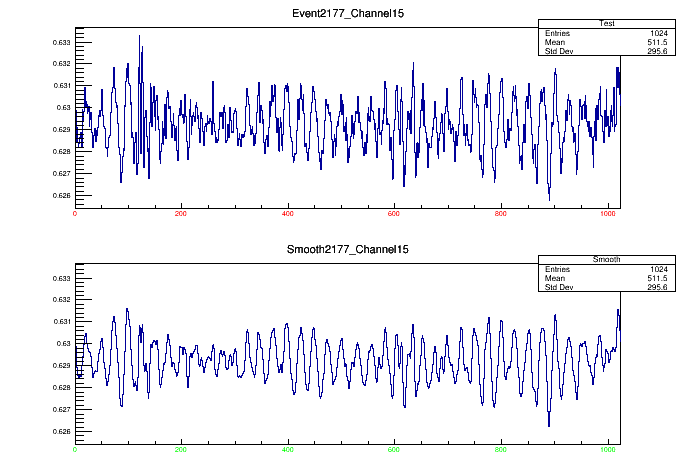 Event2177_Channel15
Test
Entries 1024
Mean 511.5
Std Dev 295.6
0.633
0.632
0.631
0.63
0.629
0.628
0.627
0.626
0 200 400 600 800 1000
Smooth2177_Channel15
Smooth
Entries 1024
Mean 511.5
Std Dev 295.6
0.633
0.632
0.631
0.63
0.629
0.628
0.627
0.626
0 200 400 600 800 1000